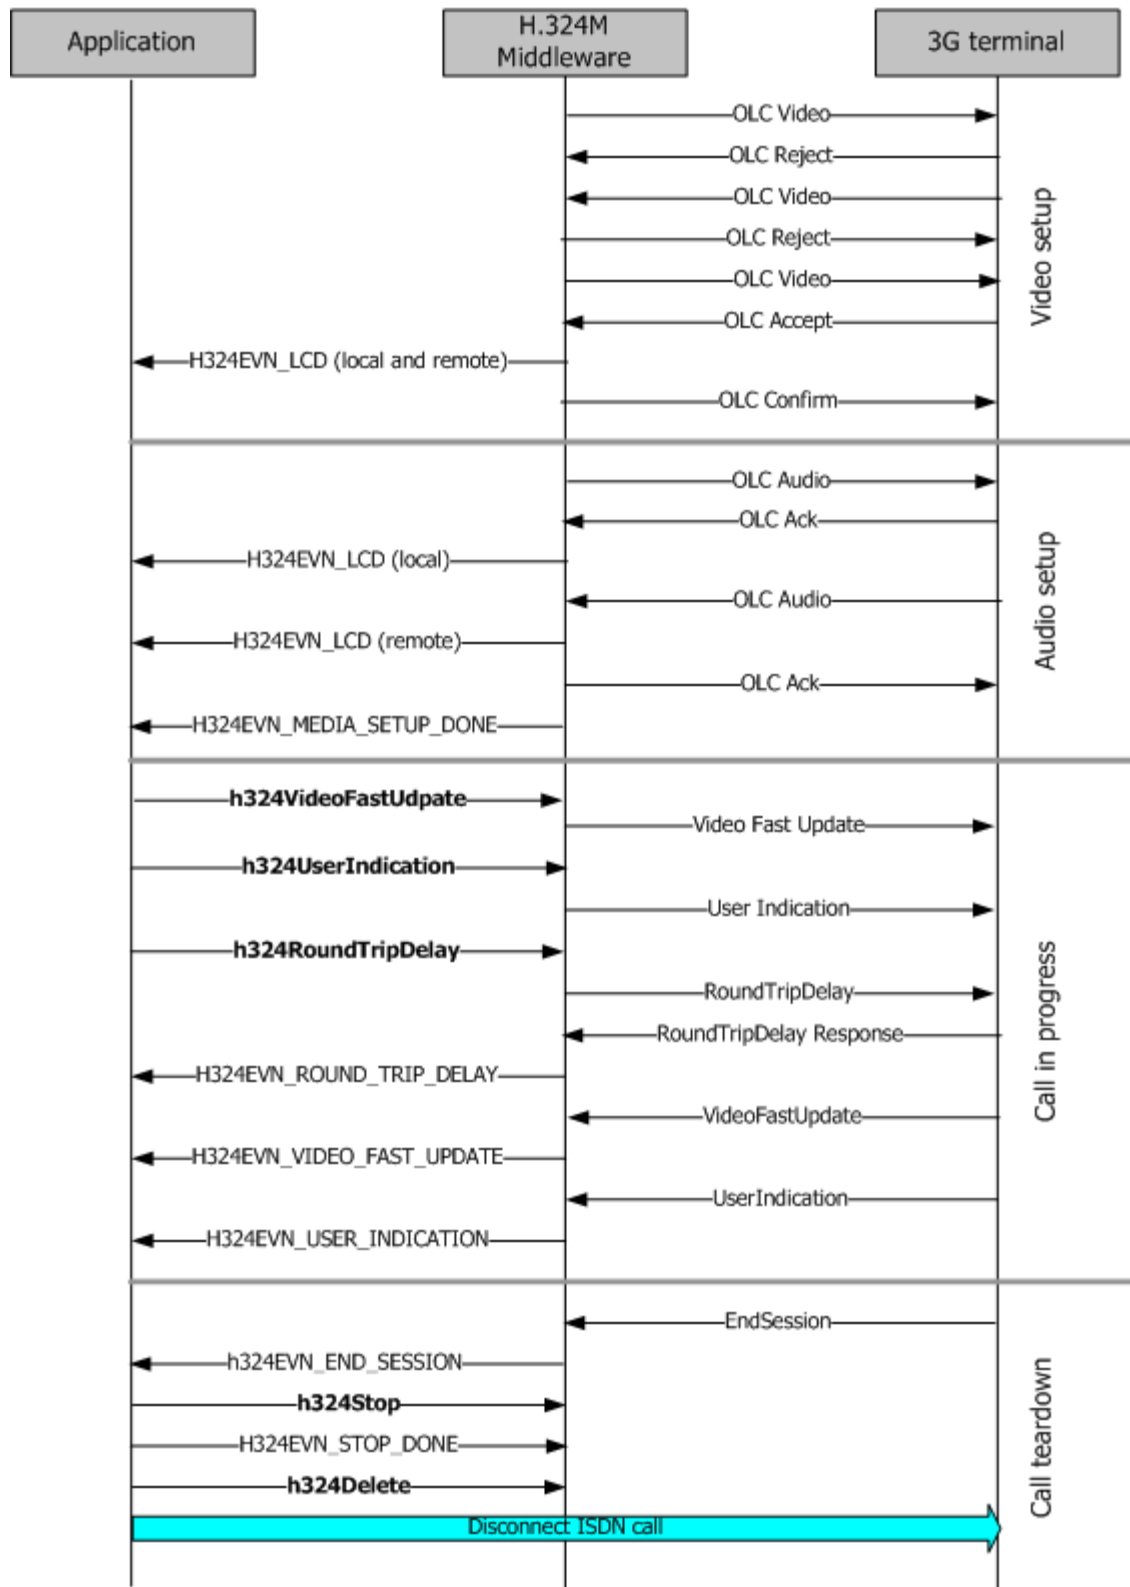 Application
H.324M
Middleware
3G terminal
OLC Video
OLC Reject
OLC Video
OLC Reject
OLC Video
OLC Accept
H324EVN_LCD (local and remote)
OLC Confirm
Video setup
OLC Audio
OLC Ack
H324EVN_LCD (local)
OLC Audio
H324EVN_LCD (remote)
OLC Ack
H324EVN_MEDIA_SETUP_DONE
Audio setup
h324VideoFastUdpate
Video Fast Update
h324UserIndication
User Indication
h324RoundTripDelay
RoundTripDelay
RoundTripDelay Response
H324EVN_ROUND_TRIP_DELAY
VideoFastUpdate
H324EVN_VIDEO_FAST_UPDATE
UserIndication
H324EVN_USER_INDICATION
Call in progress
EndSession
h324EVN_END_SESSION
h324Stop
H324EVN_STOP_DONE
h324Delete
Disconnect ISDN call
Call teardown